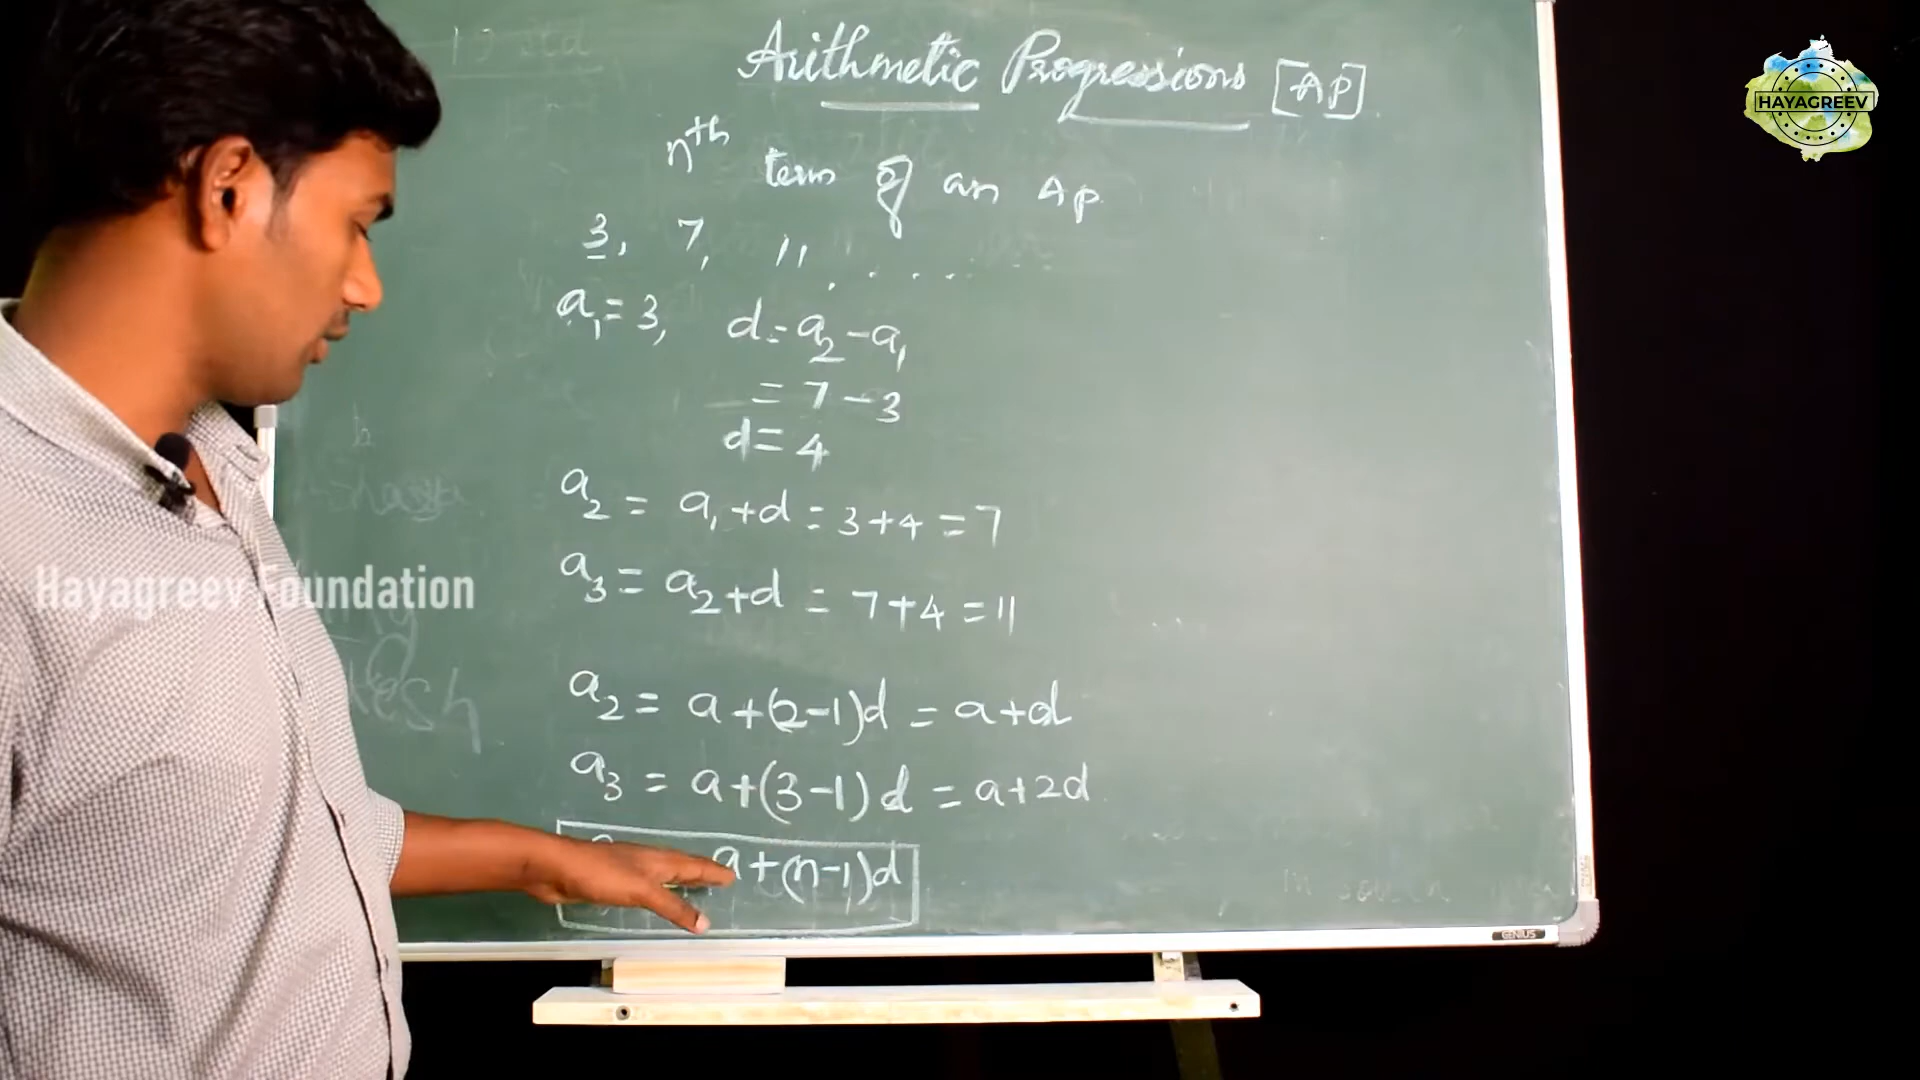 Arithmetic Progressions [AP]
nth term of an AP
3, 7, 11 . . . . . .
a1 = 3, d = a2 - a1
= 7 - 3
d = 4
a2 = a1 + d = 3 + 4 = 7
a3 = a2 + d = 7 + 4 = 11
a2 = a + (2-1)d = a + d
a3 = a + (3-1)d = a + 2d
a + (n-1)d
HAYAGREEV
Hayagreev Foundation
GENIUS